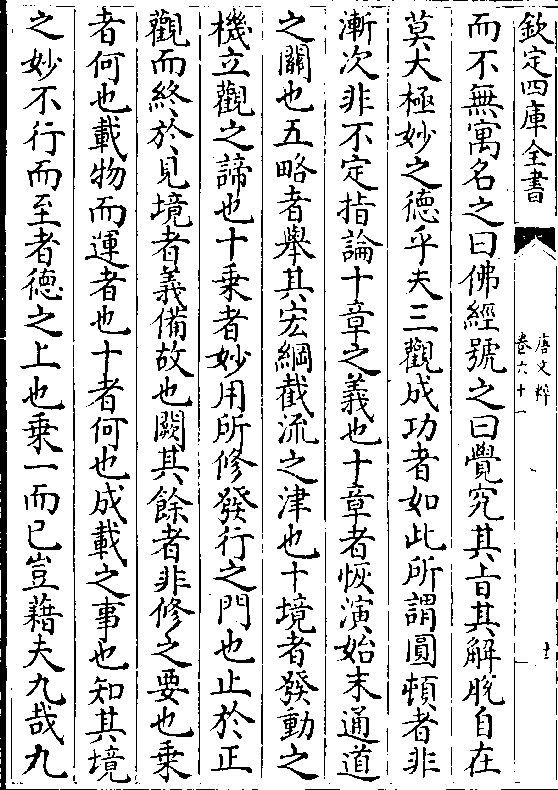 欽定四庫全書
唐文粹
卷六十一
十
而不無寓名之曰佛經號之曰覺究其旨其解脫自在
莫大極妙之德乎夫三觀成功者如此所謂圓頓者非
漸次非不定指論十章之義也十章者恢演始末通道
之關也五略者舉其宏綱截流之津也十境者發動之
機立觀之諦也十乗者妙用所修發行之門也止於正
觀而終於見境者義備故也闕其餘者非修之要也乗
者何也載物而運者也十者何也成載之事也知其境
之妙不行而至者德之上也乗一而已豈藉夫九哉九